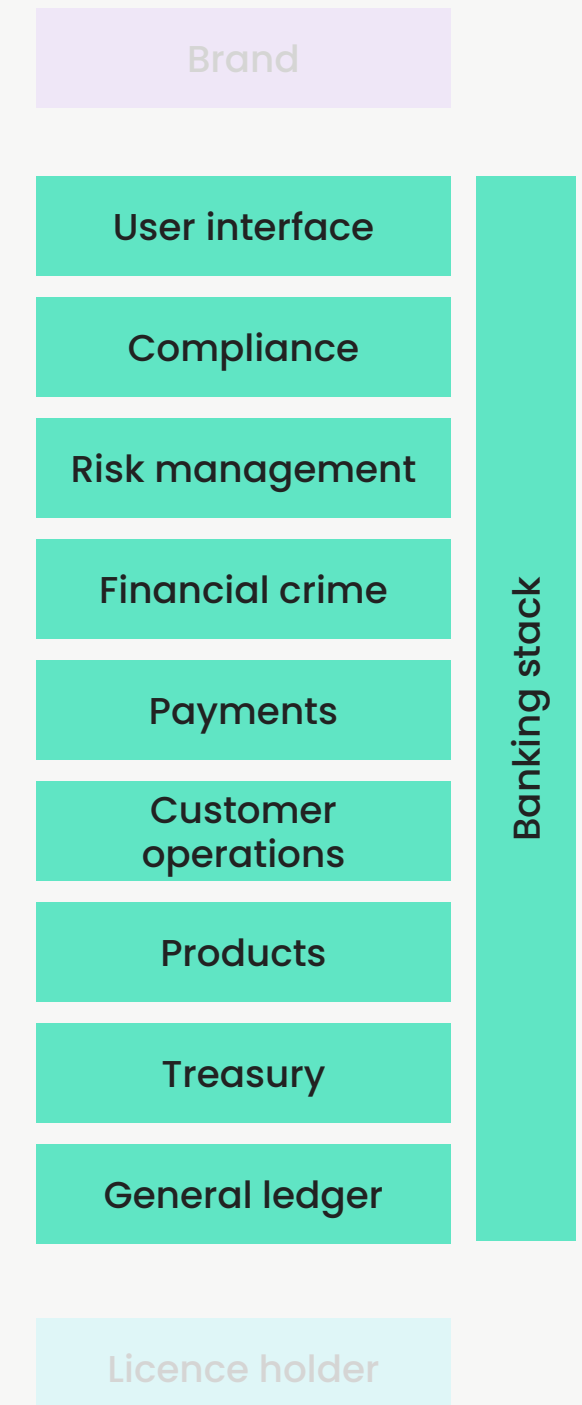 Brand
User interface
Compliance
Risk management
Financial crime
Payments
Customer
operations
Products
Treasury
General ledger
Banking stack
Licence holder